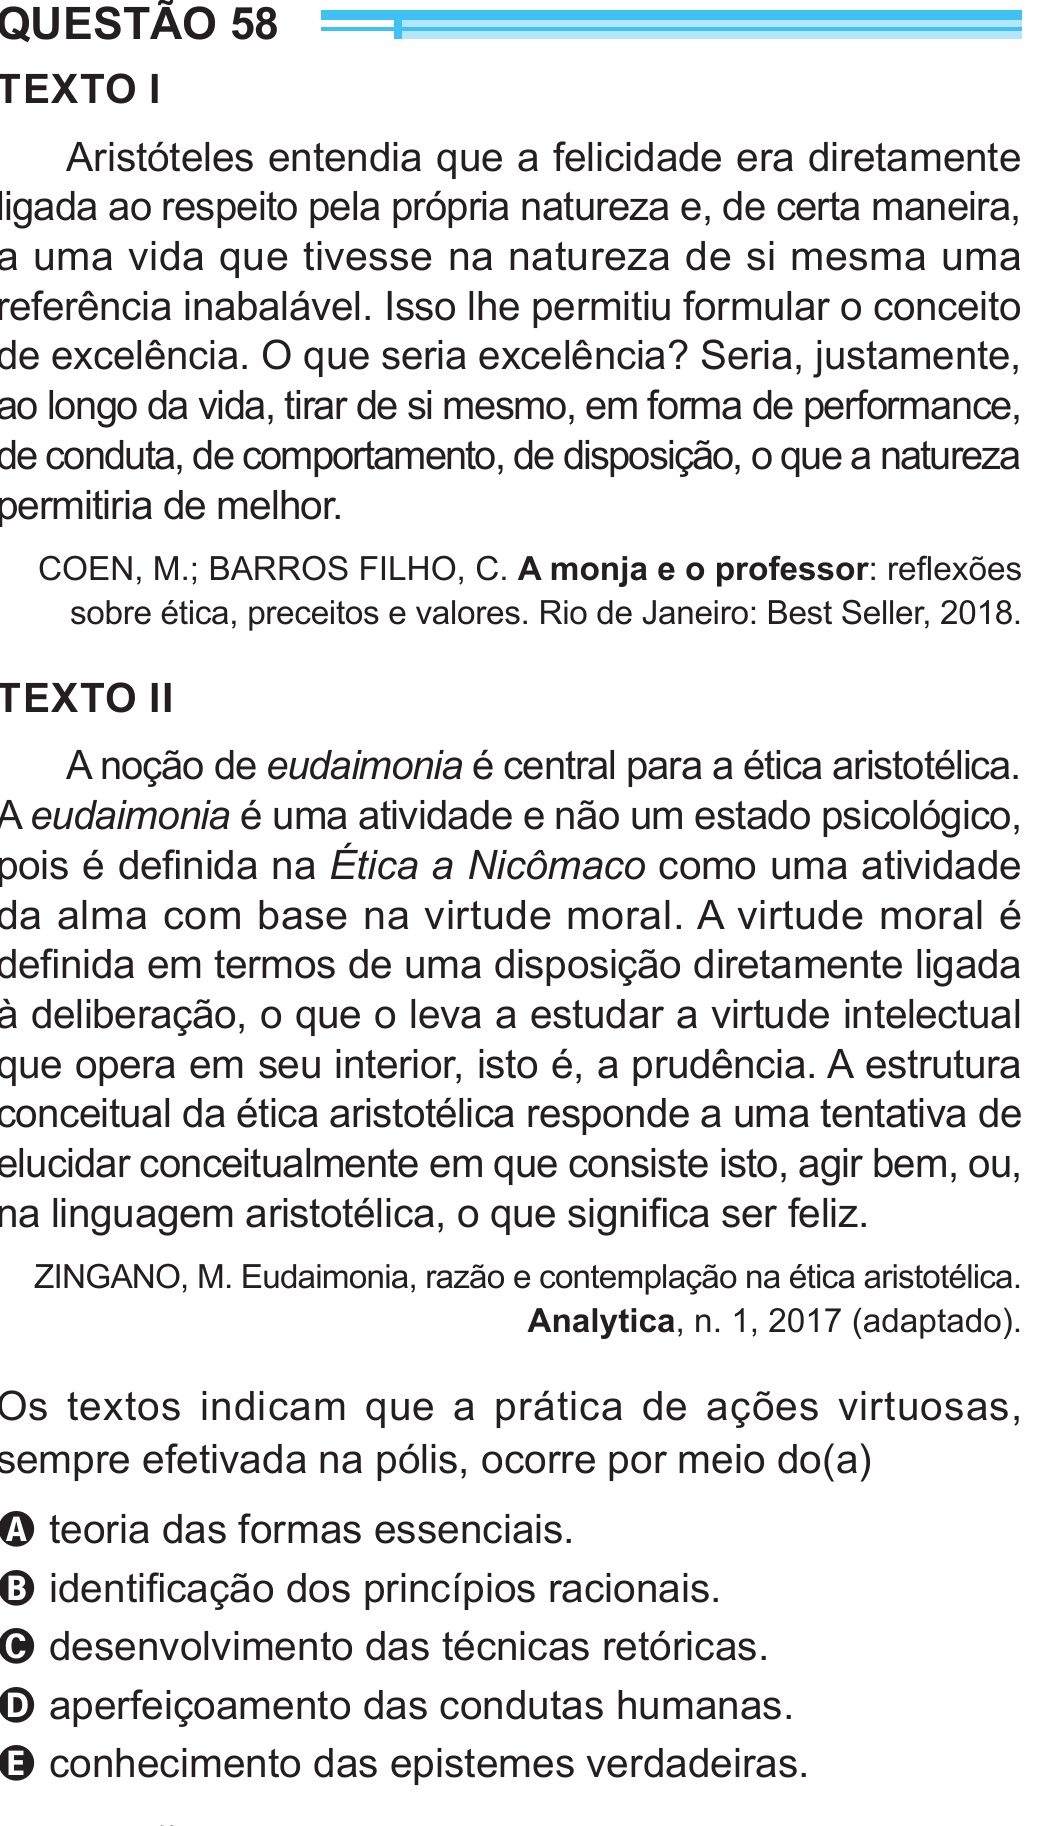 QUESTÃO 58
TEXTO I
Aristóteles entendia que a felicidade era diretamente
ligada ao respeito pela própria natureza e, de certa maneira,
a uma vida que tivesse na natureza de si mesma uma
referência inabalável. Isso lhe permitiu formular o conceito
de excelência. O que seria excelência? Seria, justamente,
ao longo da vida, tirar de si mesmo, em forma de performance,
de conduta, de comportamento, de disposição, o que a natureza
permitiria de melhor.
COEN, M.; BARROS FILHO, C. A monja e o professor: reflexões
sobre ética, preceitos e valores. Rio de Janeiro: Best Seller, 2018.
TEXTO II
A noção de eudaimonia é central para a ética aristotélica.
A eudaimonia é uma atividade e não um estado psicológico,
pois é definida na Ética a Nicômaco como uma atividade
da alma com base na virtude moral. A virtude moral é
definida em termos de uma disposição diretamente ligada
à deliberação, o que o leva a estudar a virtude intelectual
que opera em seu interior, isto é, a prudência. A estrutura
conceitual da ética aristotélica responde a uma tentativa de
elucidar conceitualmente em que consiste isto, agir bem, ou,
na linguagem aristotélica, o que significa ser feliz.
ZINGANO, M. Eudaimonia, razão e contemplação na ética aristotélica.
Analytica, n. 1, 2017 (adaptado).
Os textos indicam que a prática de ações virtuosas,
sempre efetivada na pólis, ocorre por meio do(a)
A teoria das formas essenciais.
B identificação dos princípios racionais.
C desenvolvimento das técnicas retóricas.
D aperfeiçoamento das condutas humanas.
E conhecimento das epistemes verdadeiras.